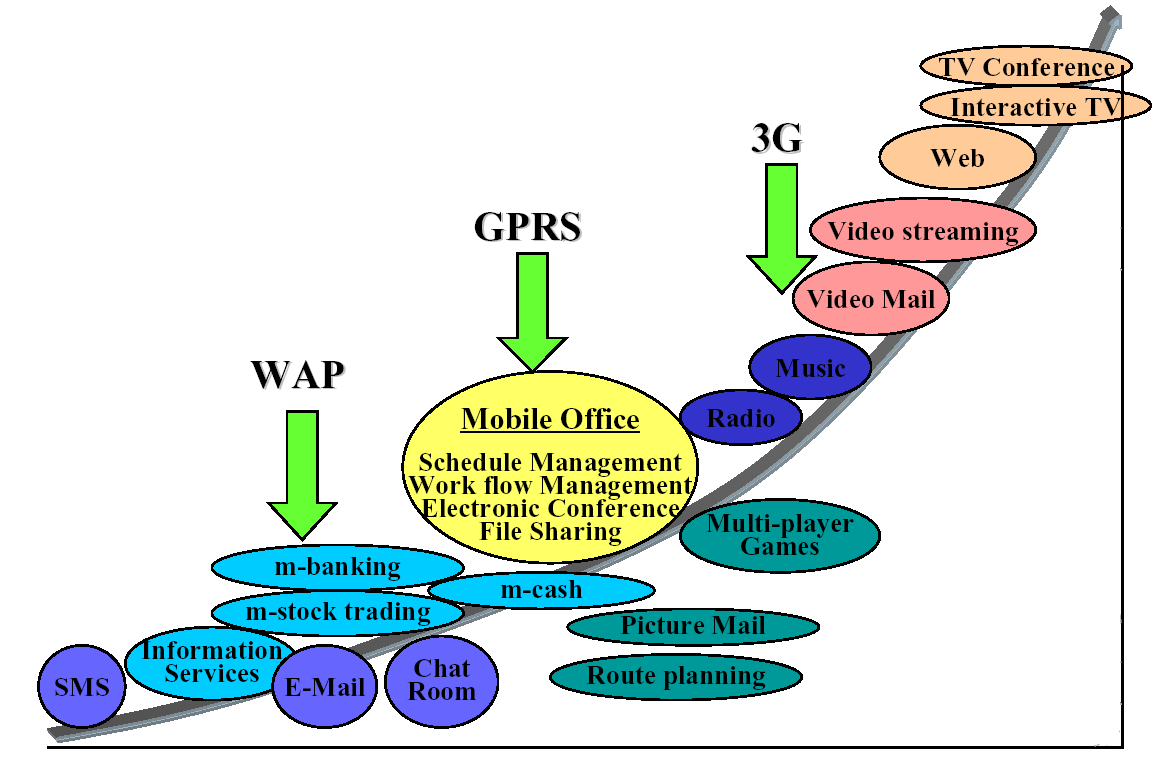 TV Conference
Interactive TV
3G
Web
GPRS
Video streaming
Video Mail
WAP
Music
Radio
Mobile Office
Schedule Management
Work flow Management
Electronic Conference
File Sharing
Multi-player
Games
m-banking
m-cash
m-stock trading
Picture Mail
Information
Services
SMS
E-Mail
Chat
Room
Route planning